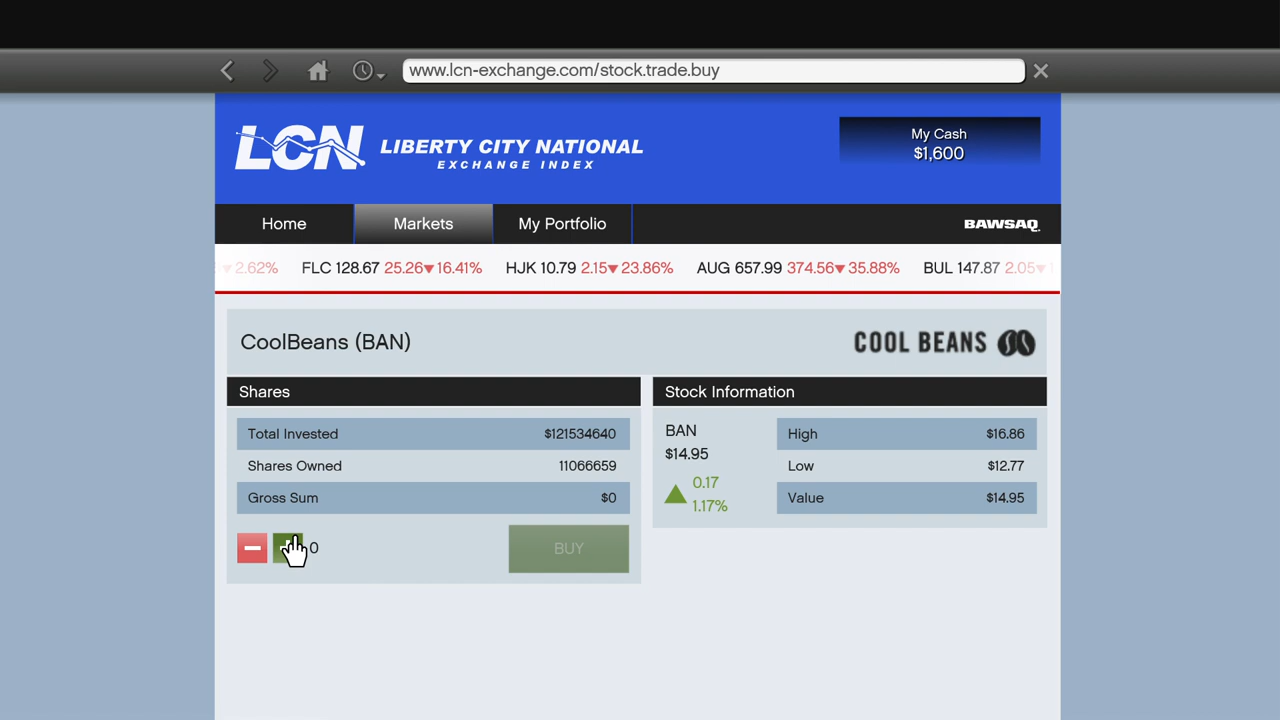 www.lcn-exchange.com/stock.trade.buy
LCN LIBERTY CITY NATIONAL
EXCHANGE INDEX
My Cash
$1,600
Home Markets My Portfolio BAWSAQ
2.62% FLC 128.67 25.26▼16.41% HJK 10.79 2.15▼23.86% AUG 657.99 374.56▼35.88% BUL 147.87 2.05▼
CoolBeans (BAN) COOL BEANS
Shares
Total Invested $121534640
Shares Owned 11066659
Gross Sum $0
0 BUY
Stock Information
BAN
$14.95
0.17
1.17%
High $16.86
Low $12.77
Value $14.95